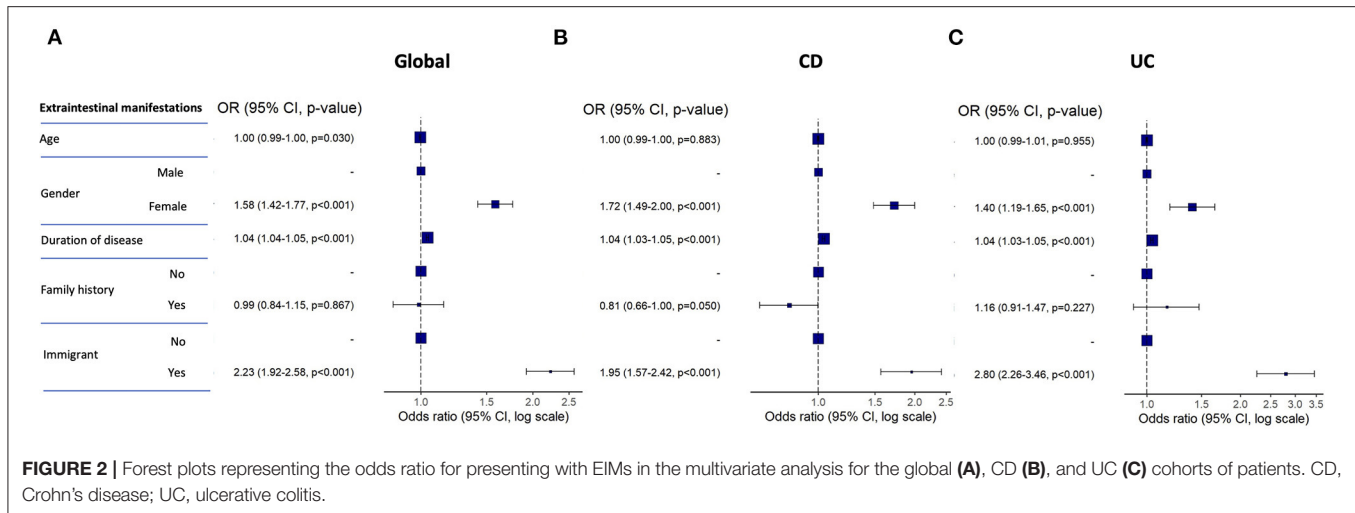 A B C
Global CD UC
Extraintestinal manifestations OR (95% CI, p-value) OR (95% CI, p-value) OR (95% CI, p-value)
Age 1.00 (0.99-1.00, p=0.030) 1.00 (0.99-1.00, p=0.883) 1.00 (0.99-1.01, p=0.955)
Male - - -
Gender
Female 1.58 (1.42-1.77, p<0.001) 1.72 (1.49-2.00, p<0.001) 1.40 (1.19-1.65, p<0.001)
Duration of disease 1.04 (1.04-1.05, p<0.001) 1.04 (1.03-1.05, p<0.001) 1.04 (1.03-1.05, p<0.001)
No - - -
Family history
Yes 0.99 (0.84-1.15, p=0.867) 0.81 (0.66-1.00, p=0.050) 1.16 (0.91-1.47, p=0.227)
No - - -
Immigrant
Yes 2.23 (1.92-2.58, p<0.001) 1.95 (1.57-2.42, p<0.001) 2.80 (2.26-3.46, p<0.001)
1.0 1.5 2.0 2.5 1.0 1.5 2.0 2.5 1.0 1.5 2.0 2.5 3.0 3.5
Odds ratio (95% CI, log scale) Odds ratio (95% CI, log scale) Odds ratio (95% CI, log scale)
FIGURE 2 | Forest plots representing the odds ratio for presenting with EIMs in the multivariate analysis for the global (A), CD (B), and UC (C) cohorts of patients. CD,
Crohn's disease; UC, ulcerative colitis.